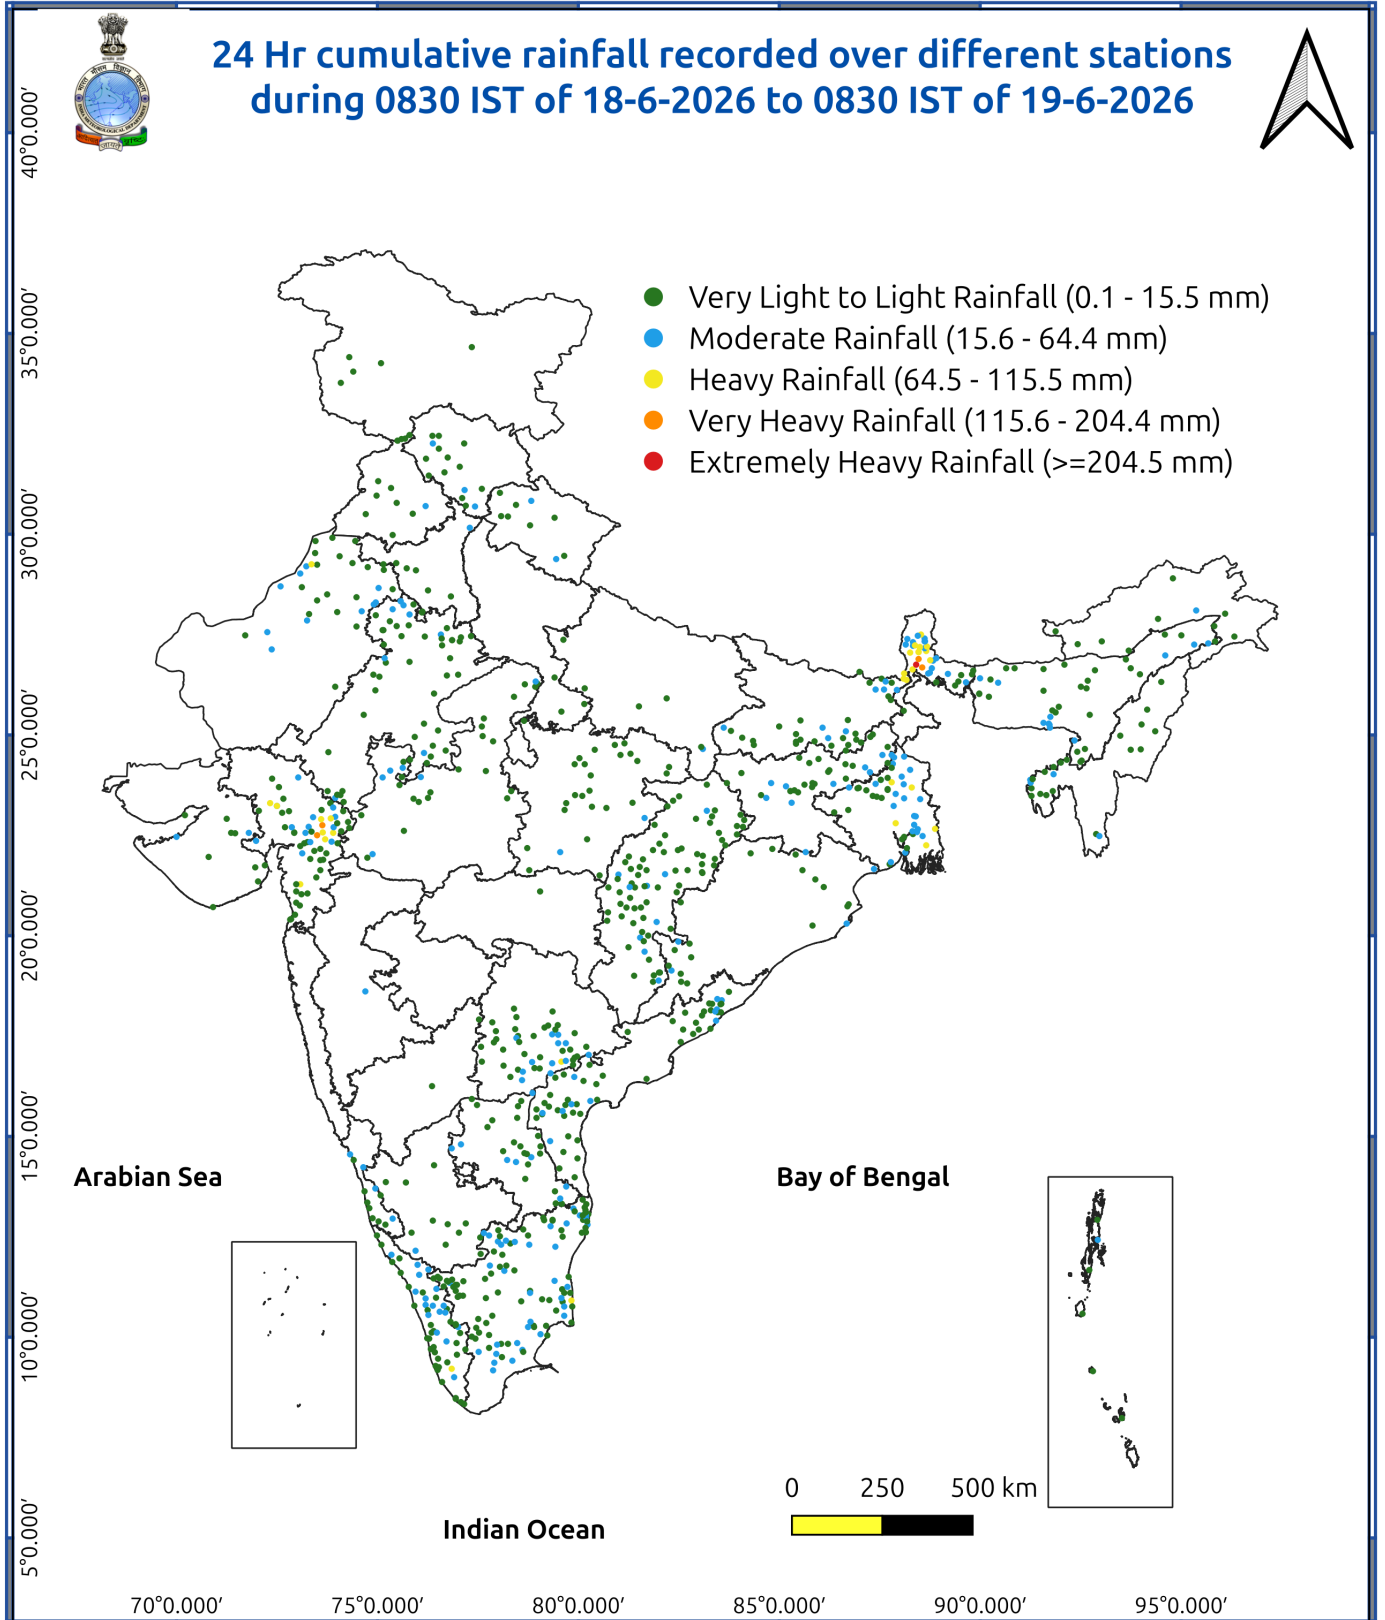 24 Hr cumulative rainfall recorded over different stations
during 0830 IST of 18-6-2026 to 0830 IST of 19-6-2026
Very Light to Light Rainfall (0.1 - 15.5 mm)
Moderate Rainfall (15.6 - 64.4 mm)
Heavy Rainfall (64.5 - 115.5 mm)
Very Heavy Rainfall (115.6 - 204.4 mm)
Extremely Heavy Rainfall (>=204.5 mm)
40°0.000′
35°0.000′
30°0.000′
25°0.000′
20°0.000′
15°0.000′
10°0.000′
5°0.000′
Arabian Sea
Bay of Bengal
Indian Ocean
0 250 500 km
70°0.000′ 75°0.000′ 80°0.000′ 85°0.000′ 90°0.000′ 95°0.000′